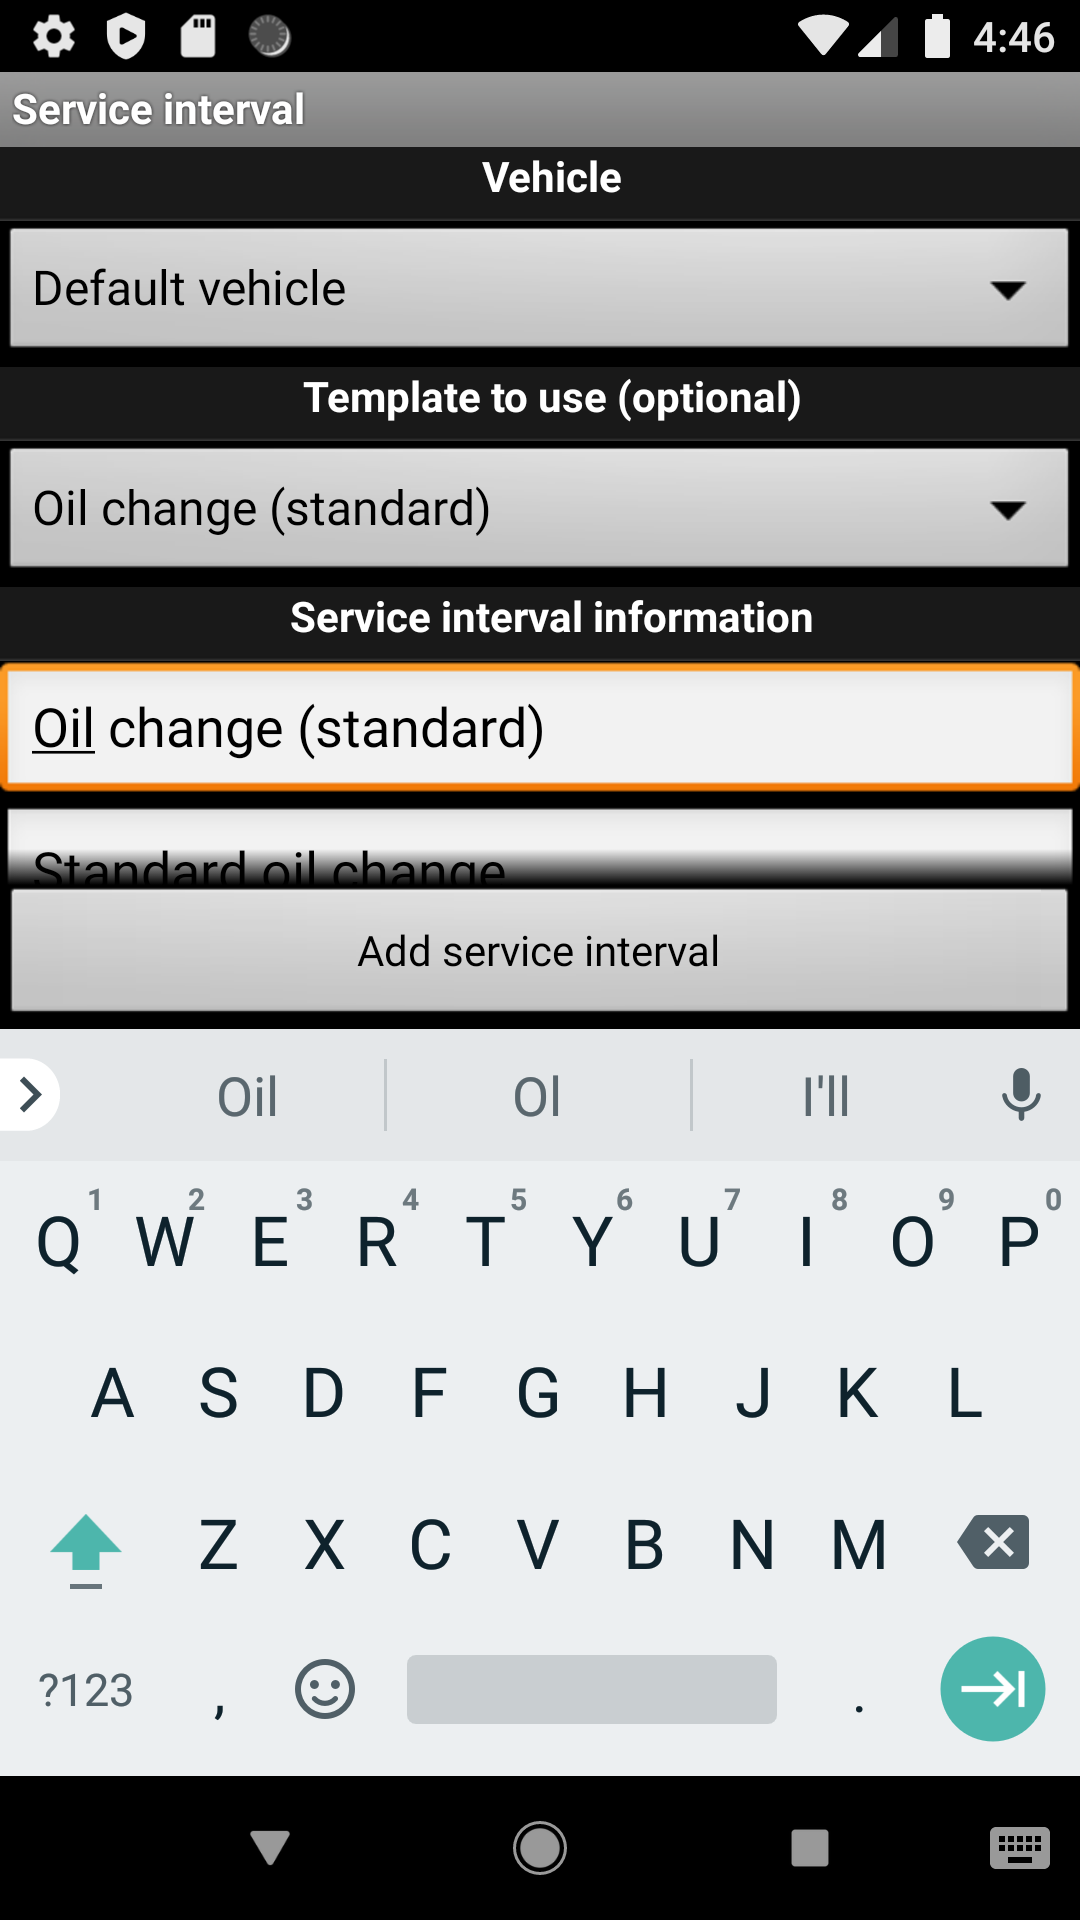 4:46
Service interval
Vehicle
Default vehicle
Template to use (optional)
Oil change (standard)
Service interval information
Oil change (standard)
Standard oil change
Add service interval
Oil Ol I'll
1 2 3 4 5 6 7 8 9 0
Q W E R T Y U I O P
A S D F G H J K L
Z X C V B N M
?123 , .